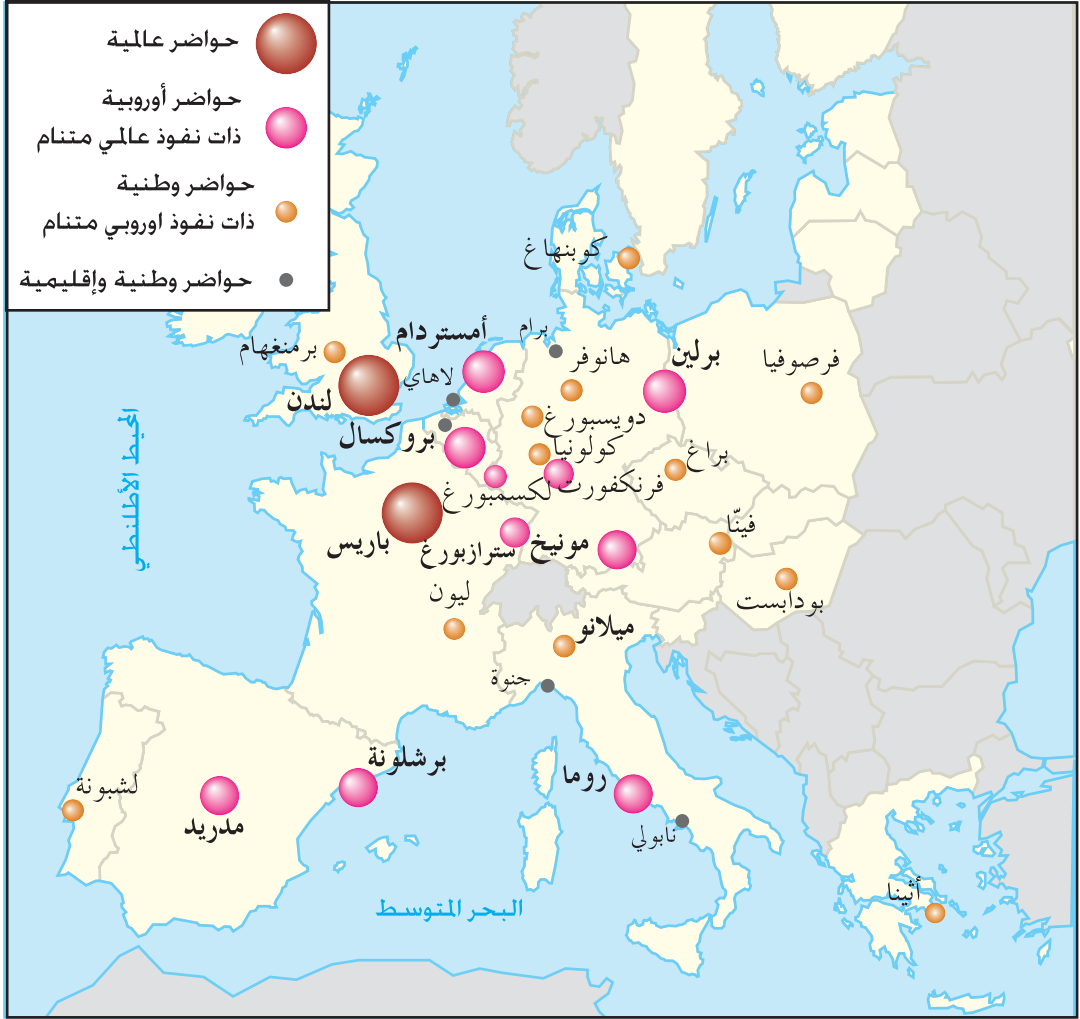 حواضر عالمية
حواضر أوروبية
ذات نفوذ عالمي متنام
حواضر وطنية
ذات نفوذ اوروبي متنام
حواضر وطنية وإقليمية
كوبنهاغ
برام
أمستردام
هانوفر
برلين
فرصوفيا
برمنغهام
لاهاي
لندن
دويسبورغ
بروكسال
كولونيا
براغ
فرنكفورت
لكسمبورغ
فينّا
باريس
سترازبورغ
مونيخ
ليون
بودابست
ميلانو
جنوة
برشلونة
روما
لشبونة
مدريد
نابولي
أثينا
المحيط الأطلنطي
البحر المتوسط